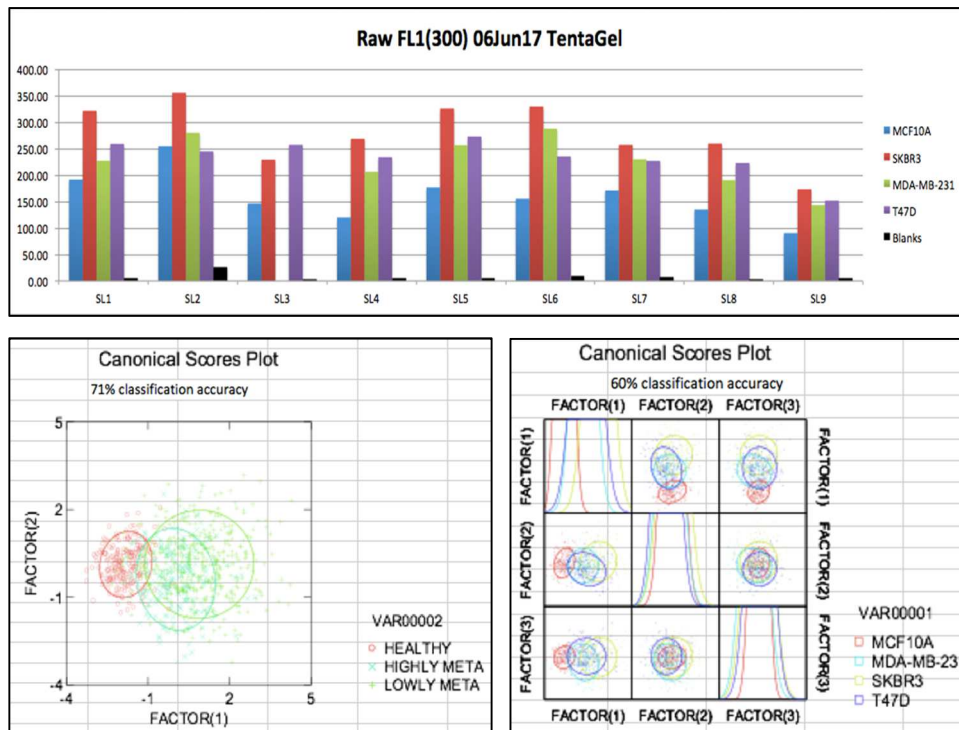 Raw FL1(300) 06Jun17 TentaGel
400.00
350.00
300.00
250.00
200.00
150.00
100.00
50.00
0.00
SL1 SL2 SL3 SL4 SL5 SL6 SL7 SL8 SL9
MCF10A
SKBR3
MDA-MB-231
T47D
Blanks
Canonical Scores Plot
71% classification accuracy
5
2
-1
-4
FACTOR(2)
-4 -1 2 5
FACTOR(1)
VAR00002
HEALTHY
HIGHLY META
LOWLY META
Canonical Scores Plot
60% classification accuracy
FACTOR(1) FACTOR(2) FACTOR(3)
FACTOR(1)
FACTOR(2)
FACTOR(3)
FACTOR(1)
FACTOR(2)
FACTOR(3)
FACTOR(1) FACTOR(2) FACTOR(3)
VAR00001
MCF10A
MDA-MB-23
SKBR3
T47D